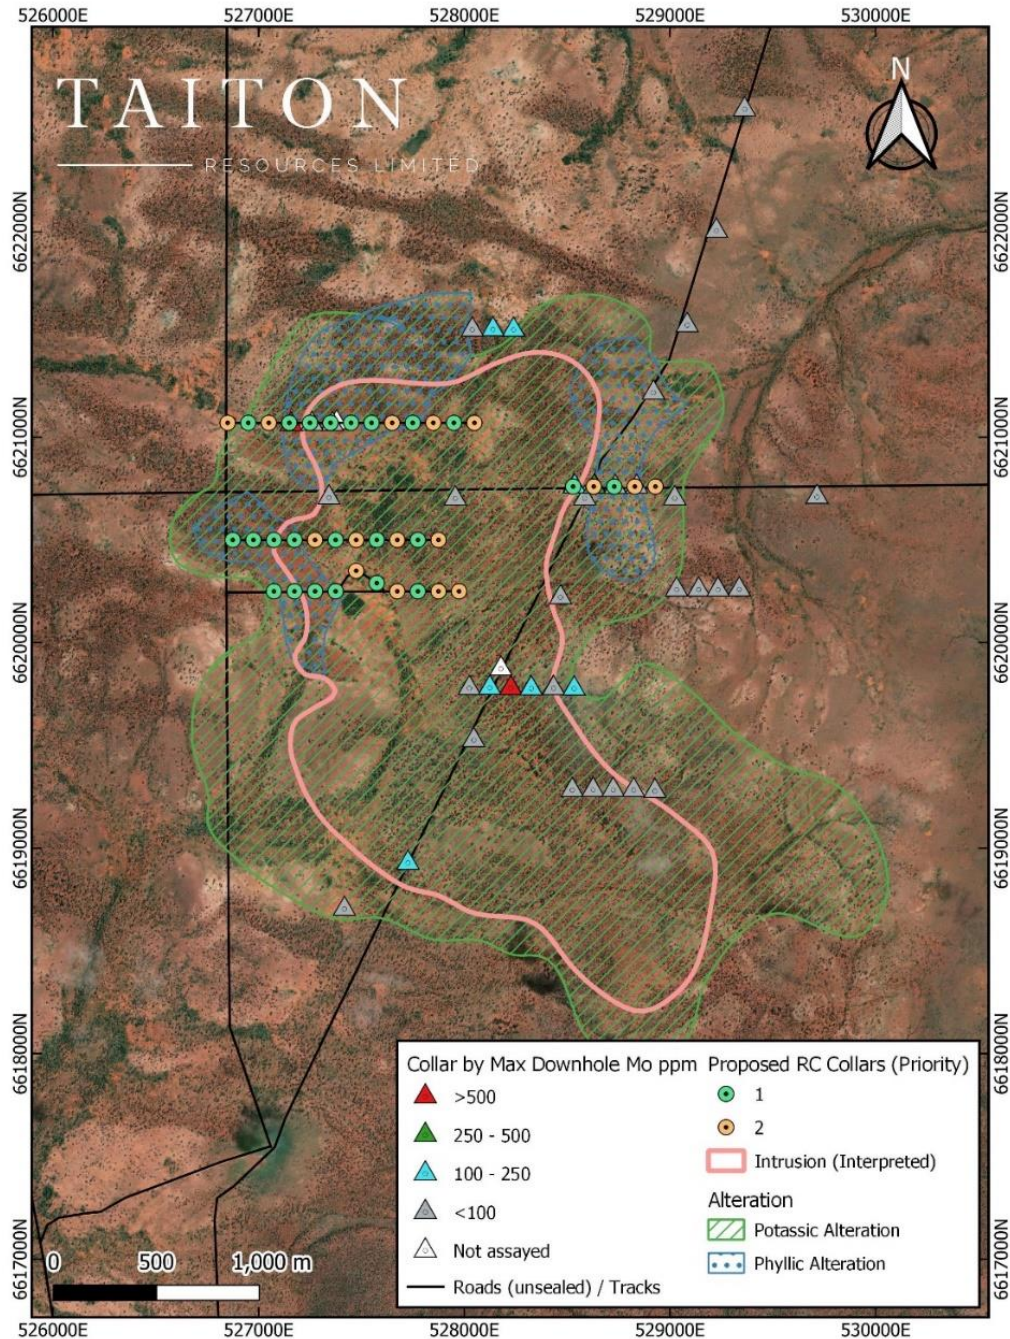 526000E 527000E 528000E 529000E 530000E
TAITON
RESOURCES LIMITED
N
6622000N 6622000N
6621000N 6621000N
6620000N 6620000N
6619000N 6619000N
6618000N 6618000N
6617000N 6617000N
Collar by Max Downhole Mo ppm
>500
250 - 500
100 - 250
<100
Not assayed
Roads (unsealed) / Tracks
Proposed RC Collars (Priority)
1
2
Intrusion (Interpreted)
Alteration
Potassic Alteration
Phyllic Alteration
0 500 1,000 m
526000E 527000E 528000E 529000E 530000E